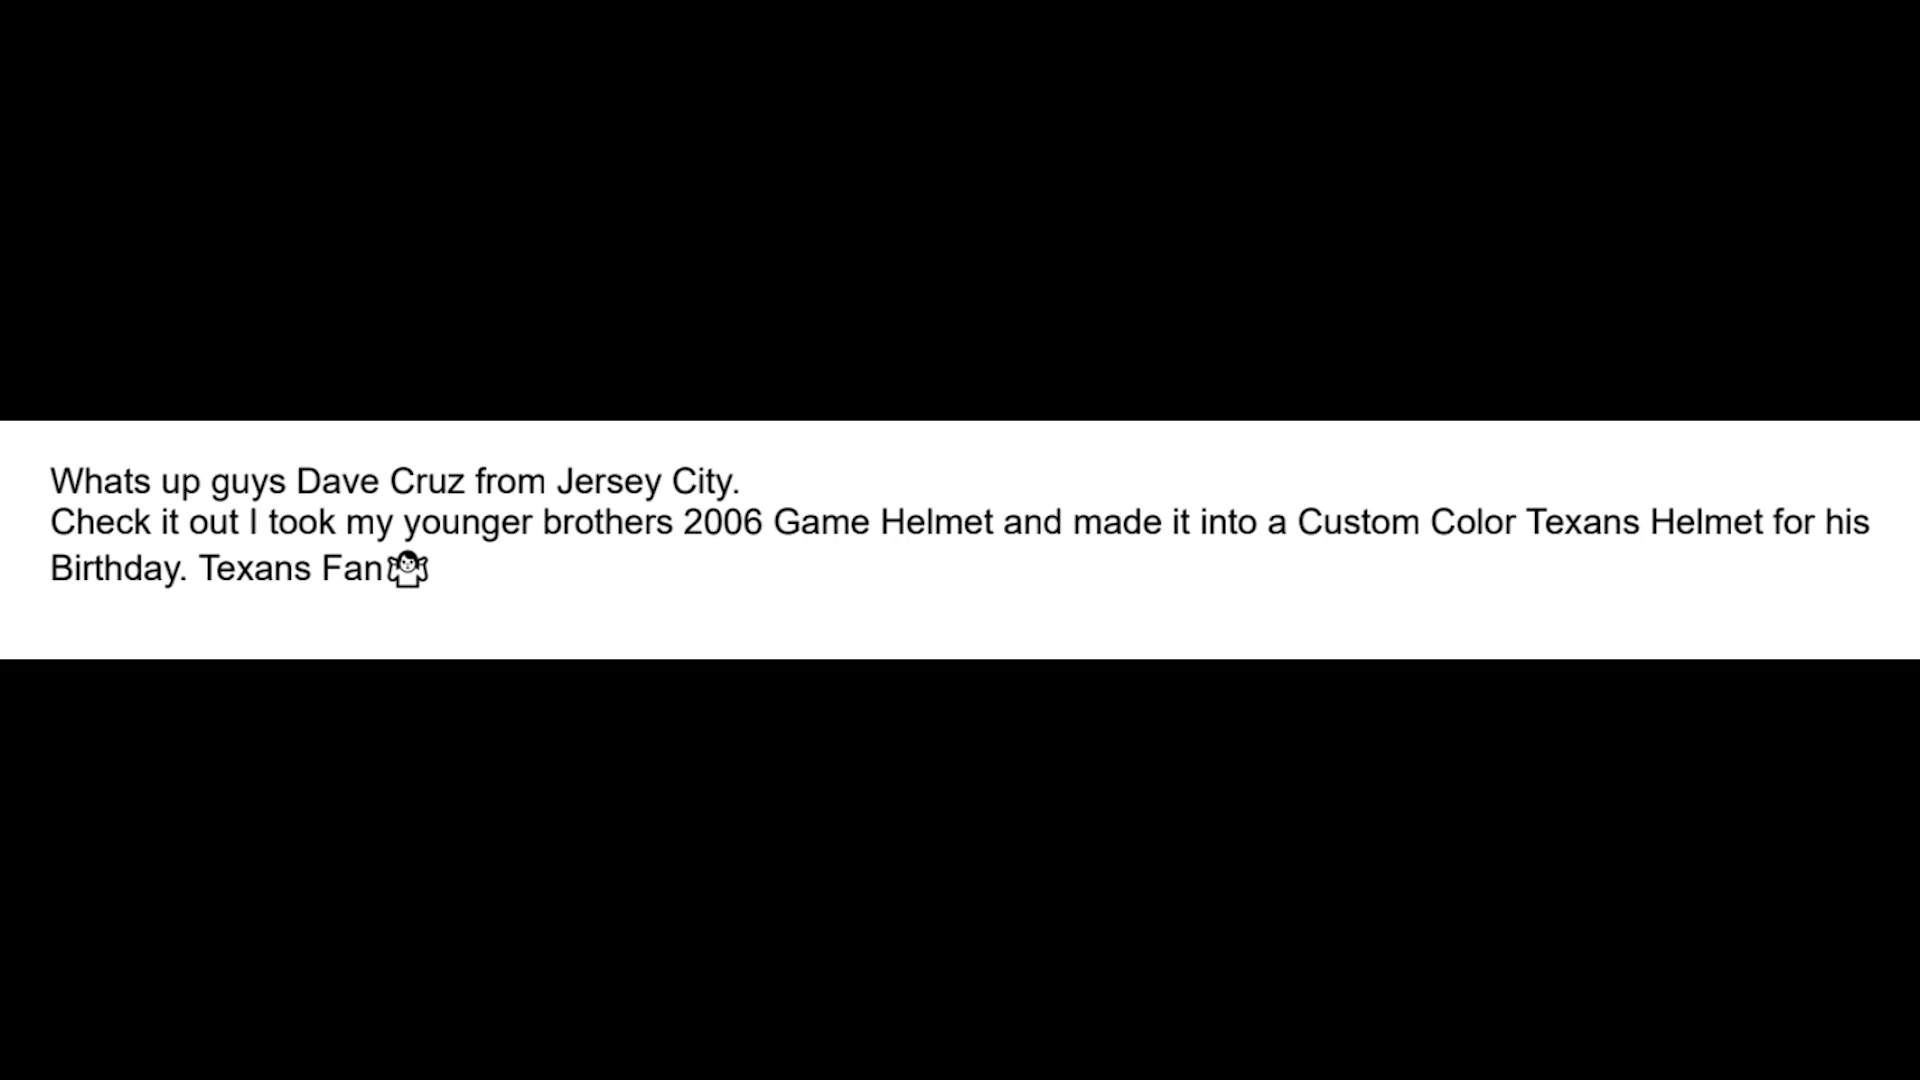 Whats up guys Dave Cruz from Jersey City.
Check it out I took my younger brothers 2006 Game Helmet and made it into a Custom Color Texans Helmet for his
Birthday. Texans Fan🤷